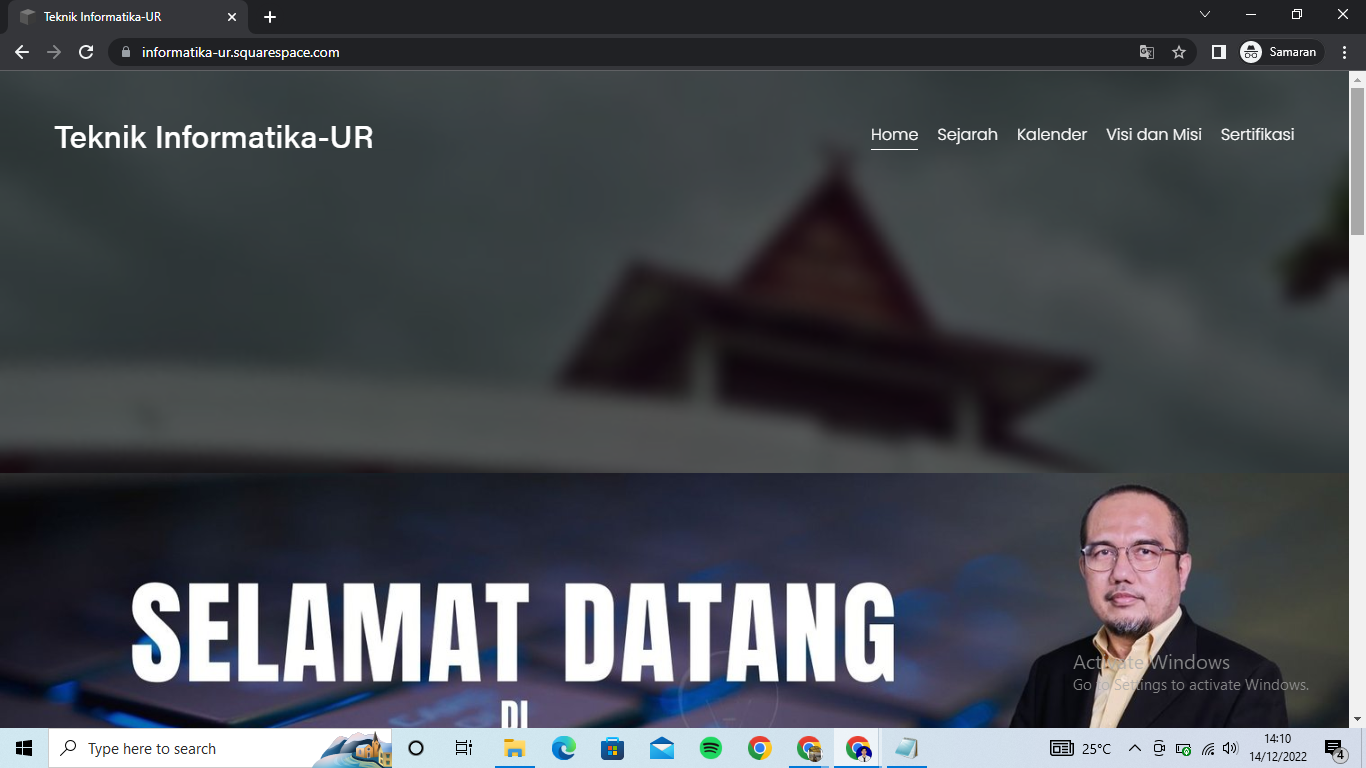 Teknik Informatika-UR
informatika-ur.squarespace.com
Samaran
Teknik Informatika-UR
Home Sejarah Kalender Visi dan Misi Sertifikasi
SELAMAT DATANG
DI
Activate Windows
Go to Settings to activate Windows.
Type here to search
25°C
14:10
14/12/2022
4